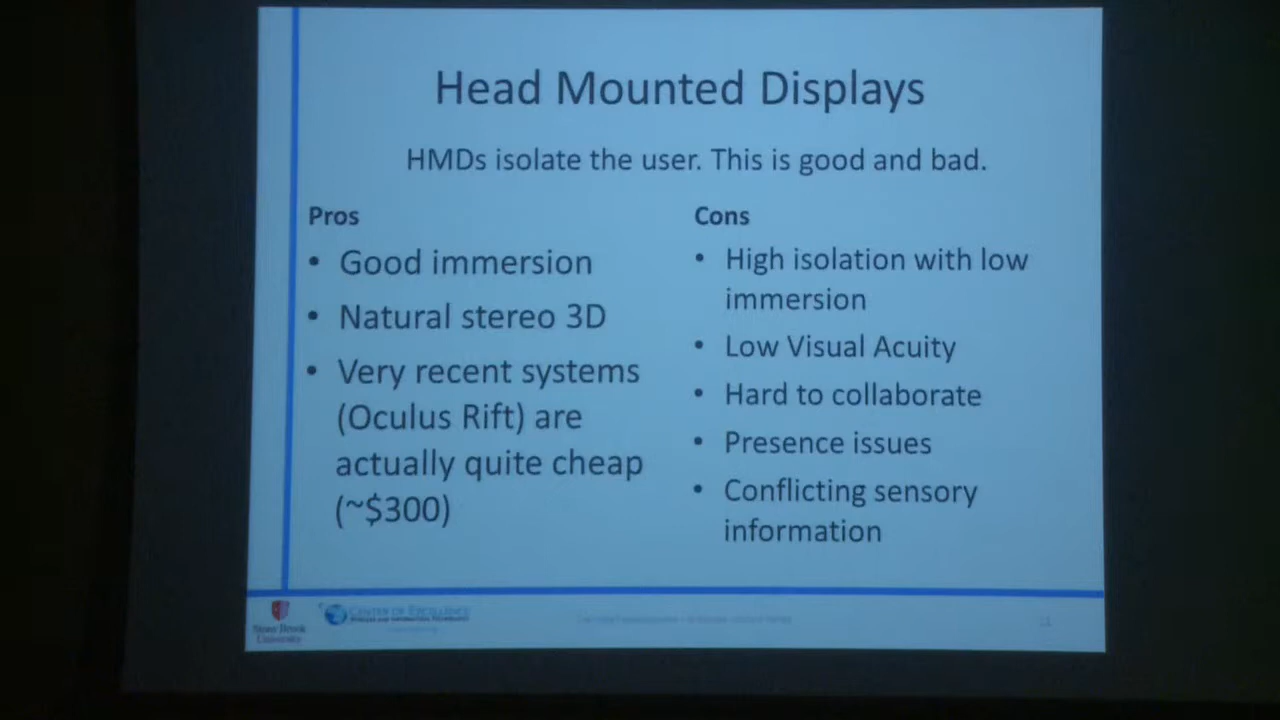 Head Mounted Displays
HMDs isolate the user. This is good and bad.
Pros
• Good immersion
• Natural stereo 3D
• Very recent systems
(Oculus Rift) are
actually quite cheap
(~$300)
Cons
• High isolation with low
immersion
• Low Visual Acuity
• Hard to collaborate
• Presence issues
• Conflicting sensory
information
Stony Brook
University
CENTER OF EXCELLENCE